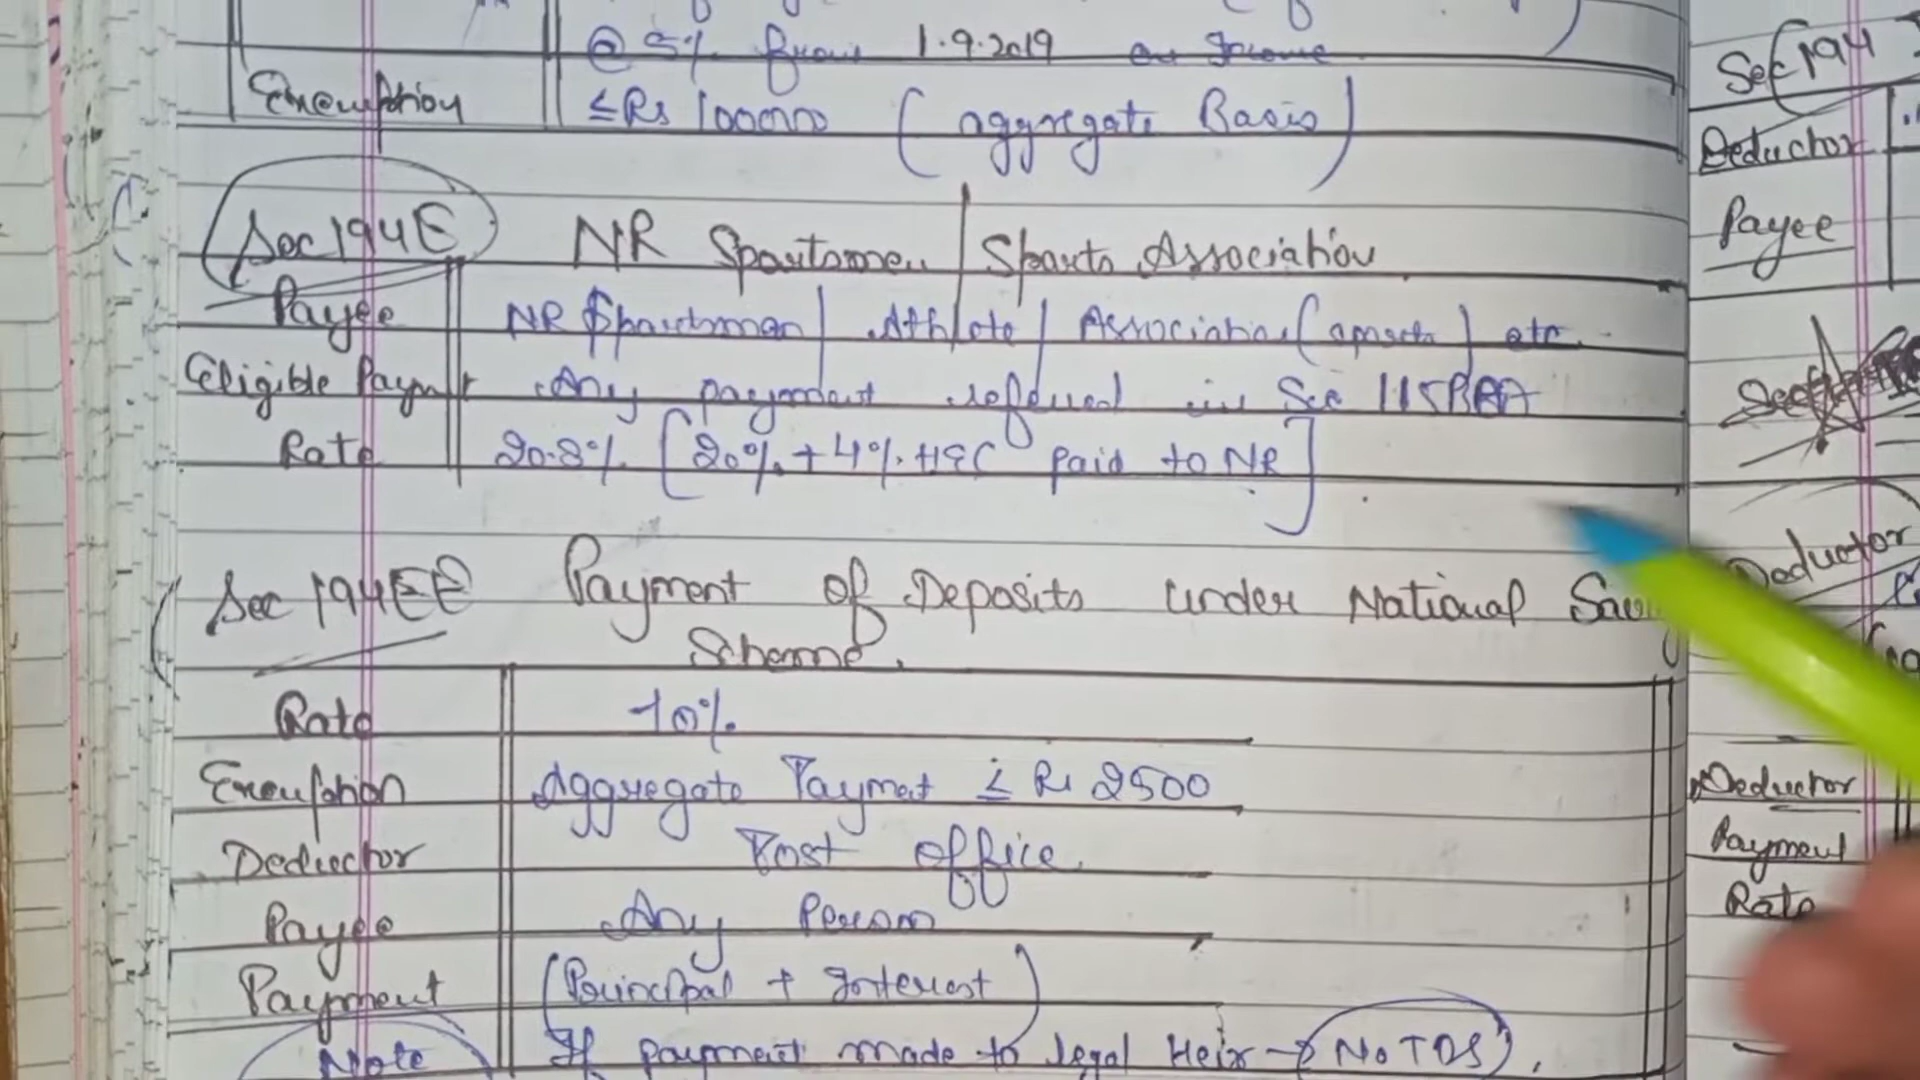 @ 5% from 1.9.2019 on Income
Exemption ≤ Rs 100000 ( aggregate Basis )
Sec 194E NR Sportsmen / Sports Association
Payee NR Sportsman / Athlete / Association (sports) etc.
Eligible Paymt Any payment referred in Sec 115BBA
Rate 20.8% [20% + 4% HEC paid to NR]
Sec 194EE Payment of Deposits under National
Scheme.
Rate 10%
Exemption Aggregate Paymet ≤ Rs 2500
Deductor Post office.
Payee Any Person
Payment (Principal + Interest)
Note If payment made to legal Heir → No TDS.
Sec 194
Deductor
Payee
Deductor
Deductor
Payment
Rate